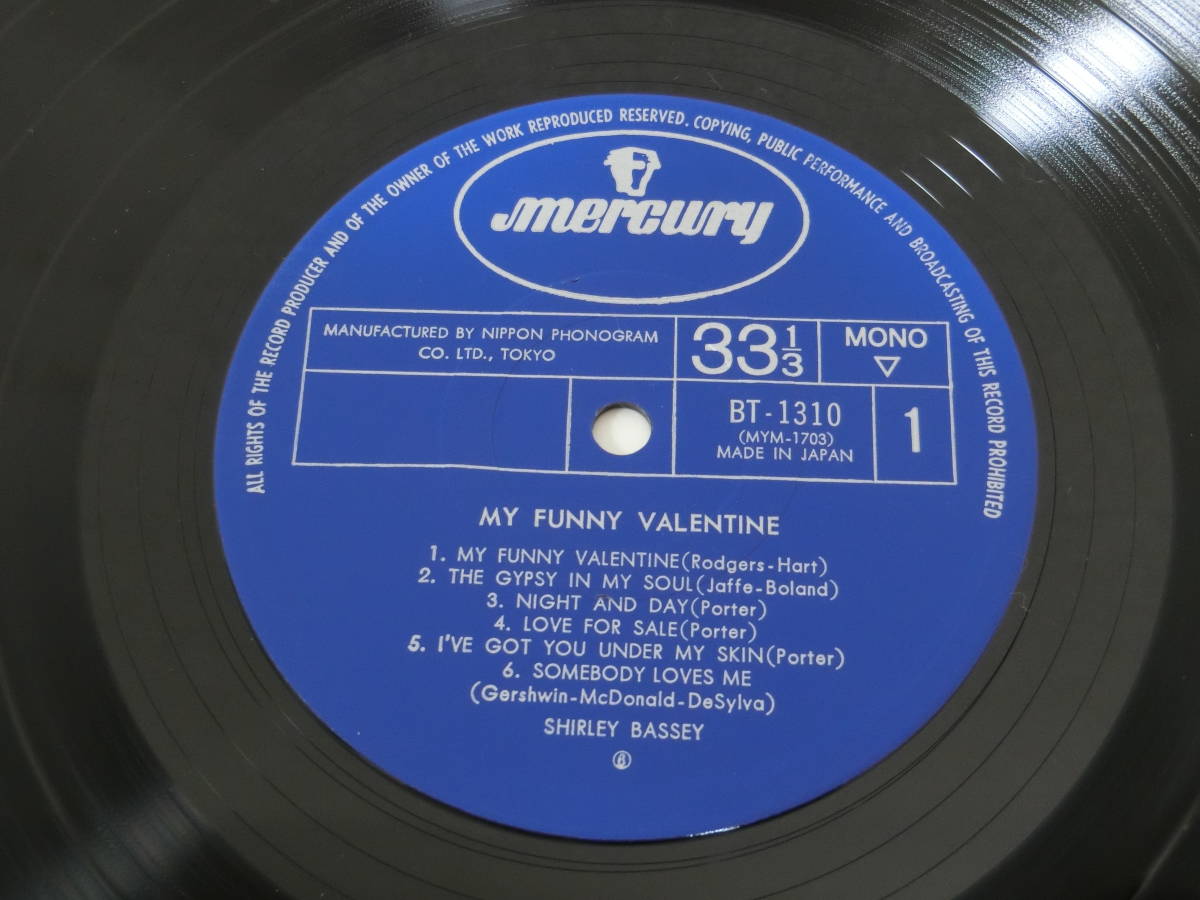 ALL RIGHTS OF THE RECORD PRODUCER AND OF THE OWNER OF THE WORK REPRODUCED RESERVED. COPYING, PUBLIC PERFORMANCE AND BROADCASTING OF THIS RECORD PROHIBITED
mercury
MANUFACTURED BY NIPPON PHONOGRAM
CO. LTD., TOKYO
33 1/3
MONO
BT-1310
(MYM-1703)
MADE IN JAPAN
1
MY FUNNY VALENTINE
1. MY FUNNY VALENTINE(Rodgers-Hart)
2. THE GYPSY IN MY SOUL(Jaffe-Boland)
3. NIGHT AND DAY(Porter)
4. LOVE FOR SALE(Porter)
5. I'VE GOT YOU UNDER MY SKIN(Porter)
6. SOMEBODY LOVES ME
(Gershwin-McDonald-DeSylva)
SHIRLEY BASSEY